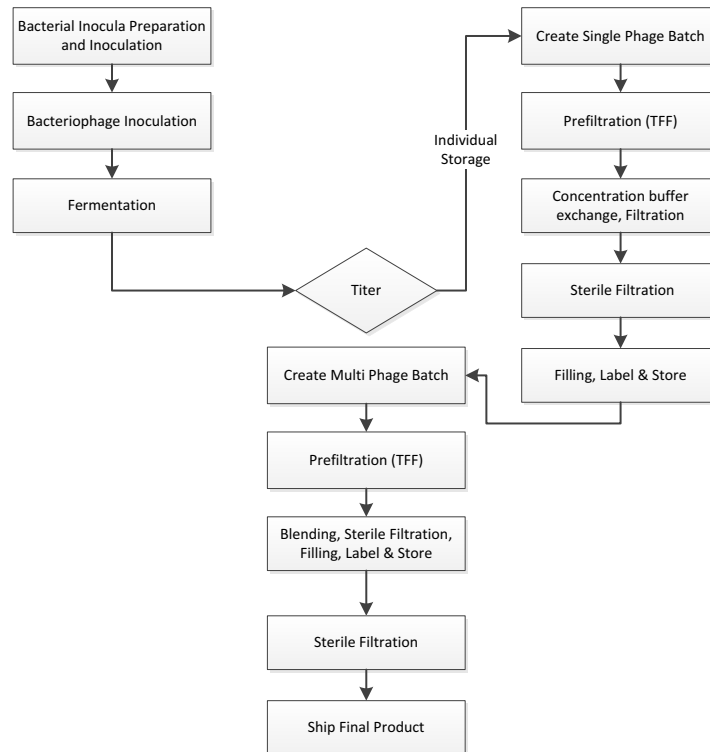 Bacterial Inocula Preparation
and Inoculation
Bacteriophage Inoculation
Fermentation
Titer
Individual
Storage
Create Single Phage Batch
Prefiltration (TFF)
Concentration buffer
exchange, Filtration
Sterile Filtration
Filling, Label & Store
Create Multi Phage Batch
Prefiltration (TFF)
Blending, Sterile Filtration,
Filling, Label & Store
Sterile Filtration
Ship Final Product